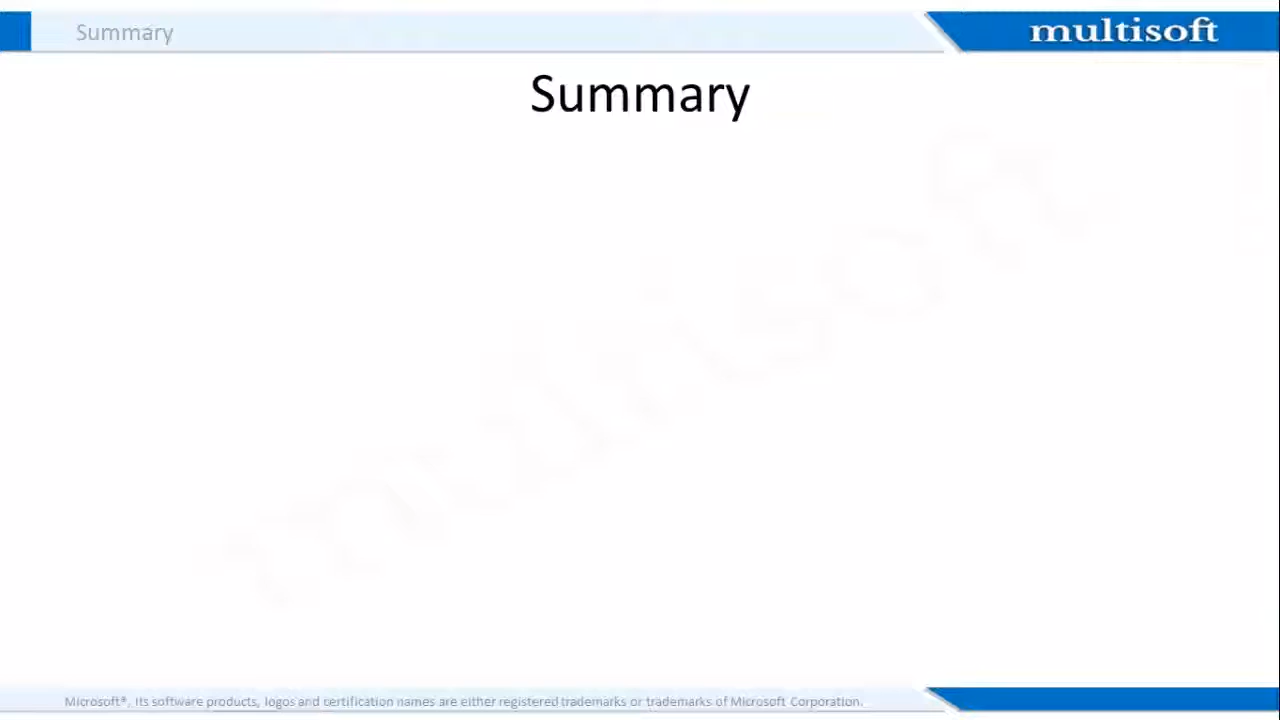 Summary
multisoft
Summary
multisoft
Microsoft®, its software products, logos and certification names are either registered trademarks or trademarks of Microsoft Corporation.